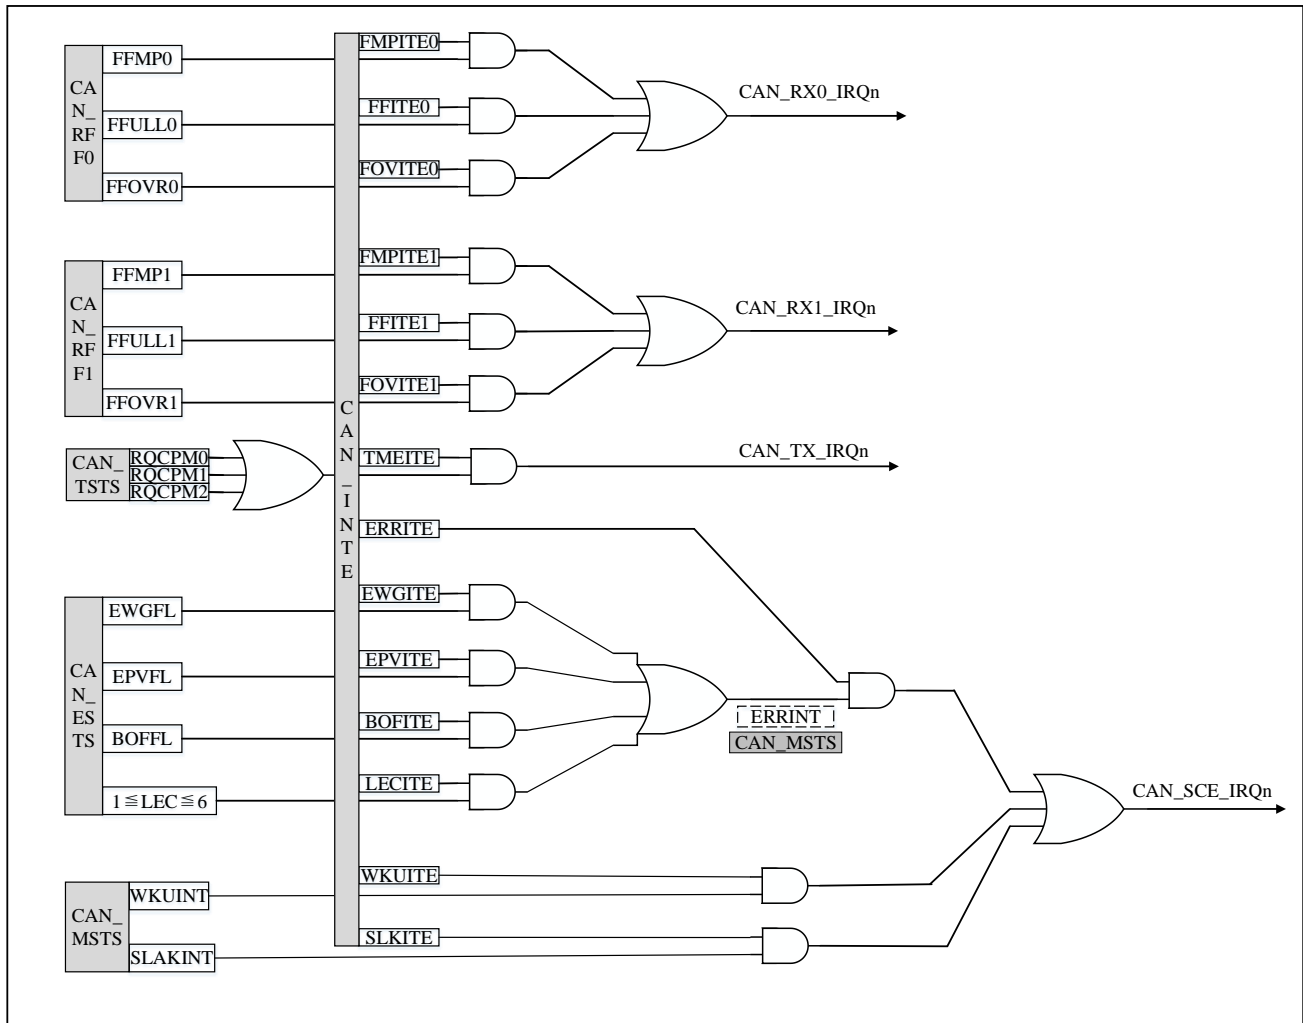 FMPITE0
FFMP0
CAN_RX0_IRQn
CA
N_
RF
F0
FFITE0
FFULL0
FOVITE0
FFOVR0
FMPITE1
FFMP1
CAN_RX1_IRQn
CA
N_
RF
F1
FFITE1
FFULL1
FOVITE1
FFOVR1
C
A
N
_
I
N
T
E
CAN_
TSTS
RQCPM0
RQCPM1
RQCPM2
TMEITE
CAN_TX_IRQn
ERRITE
EWGITE
EWGFL
CA
N_
ES
TS
EPVITE
EPVFL
BOFITE
BOFFL
ERRINT
CAN_MSTS
LECITE
1≦LEC≦6
CAN_SCE_IRQn
WKUITE
WKUINT
CAN_
MSTS
SLKITE
SLAKINT